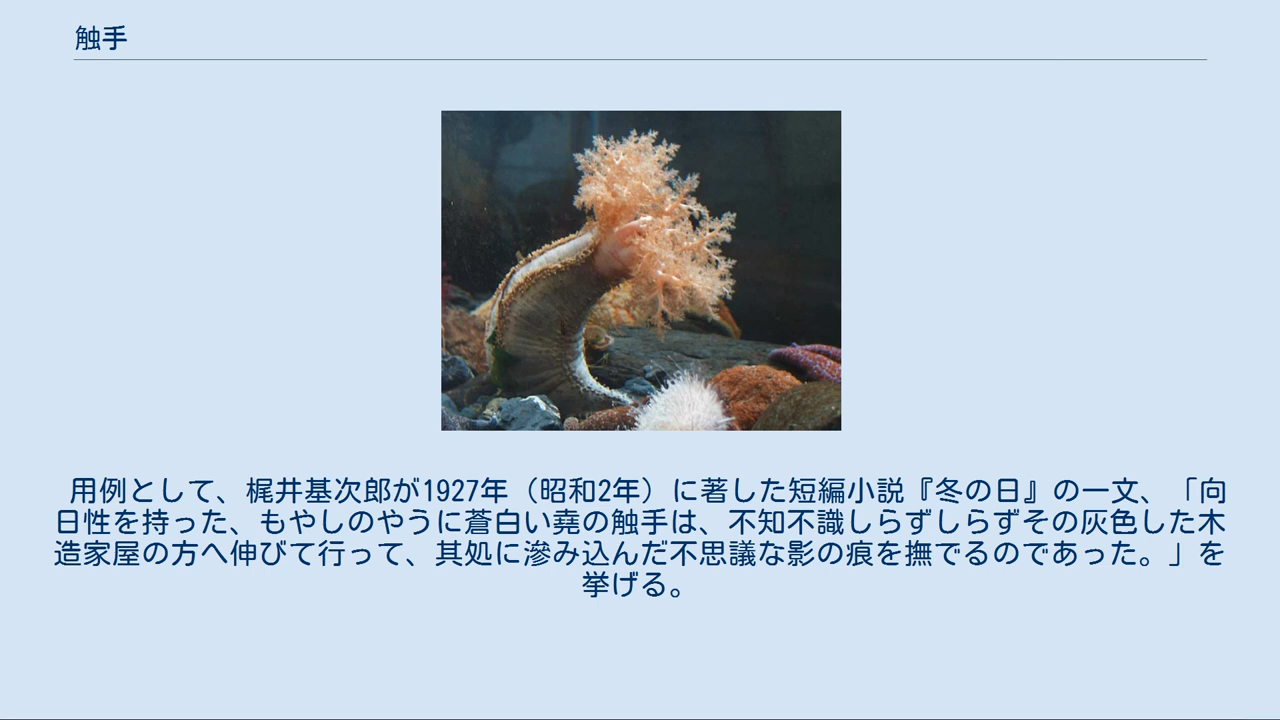 触手
用例として、梶井基次郎が1927年（昭和2年）に著した短編小説『冬の日』の一文、「向
日性を持った、もやしのやうに蒼白い堯の触手は、不知不識しらずしらずその灰色した木
造家屋の方へ伸びて行って、其処に滲み込んだ不思議な影の痕を撫でるのであった。」を
挙げる。